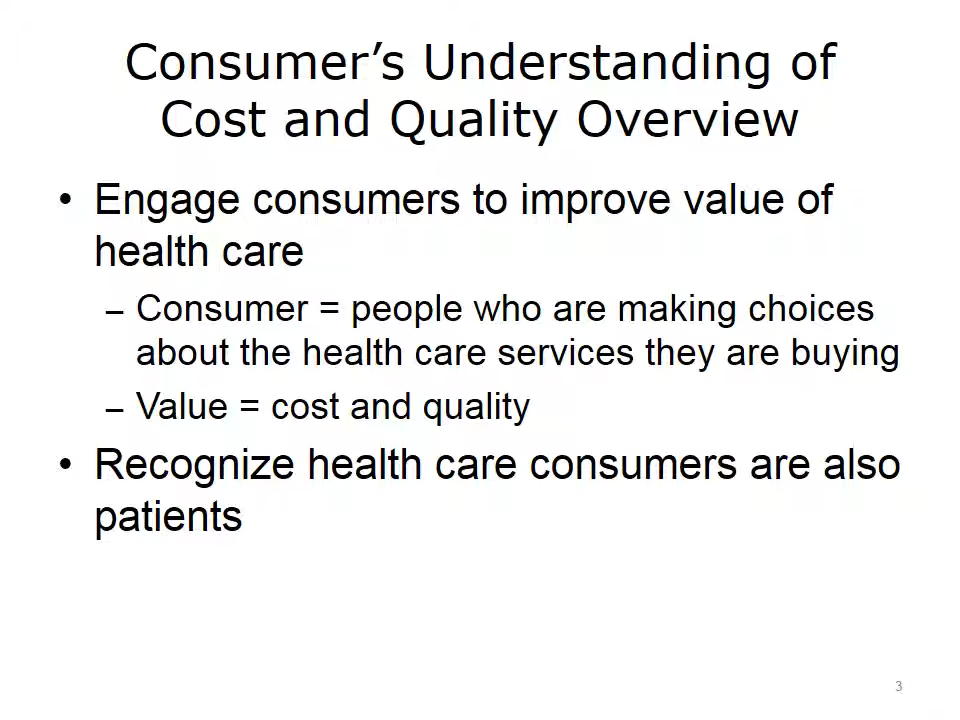 Consumer’s Understanding of
Cost and Quality Overview
• Engage consumers to improve value of
health care
– Consumer = people who are making choices
about the health care services they are buying
– Value = cost and quality
• Recognize health care consumers are also
patients
3